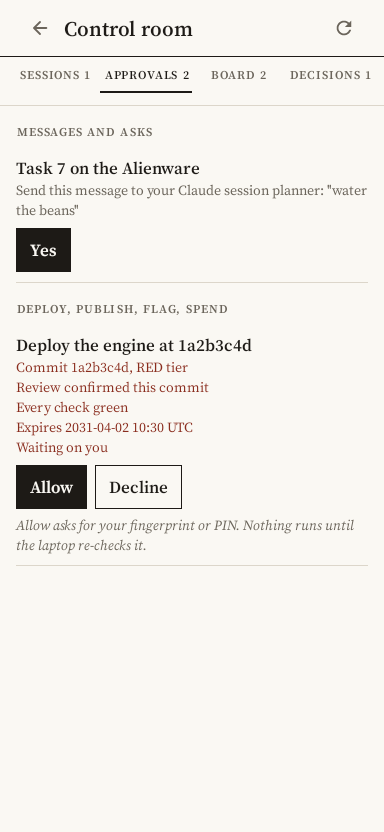 Control room
SESSIONS 1 APPROVALS 2 BOARD 2 DECISIONS 1
MESSAGES AND ASKS
Task 7 on the Alienware
Send this message to your Claude session planner: "water
the beans"
Yes
DEPLOY, PUBLISH, FLAG, SPEND
Deploy the engine at 1a2b3c4d
Commit 1a2b3c4d, RED tier
Review confirmed this commit
Every check green
Expires 2031-04-02 10:30 UTC
Waiting on you
Allow Decline
Allow asks for your fingerprint or PIN. Nothing runs until
the laptop re-checks it.